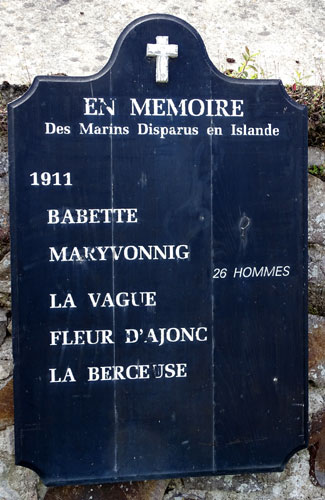 EN MEMOIRE
Des Marins Disparus en Islande
1911
BABETTE
MARYVONNIG
26 HOMMES
LA VAGUE
FLEUR D'AJONC
LA BERCEUSE